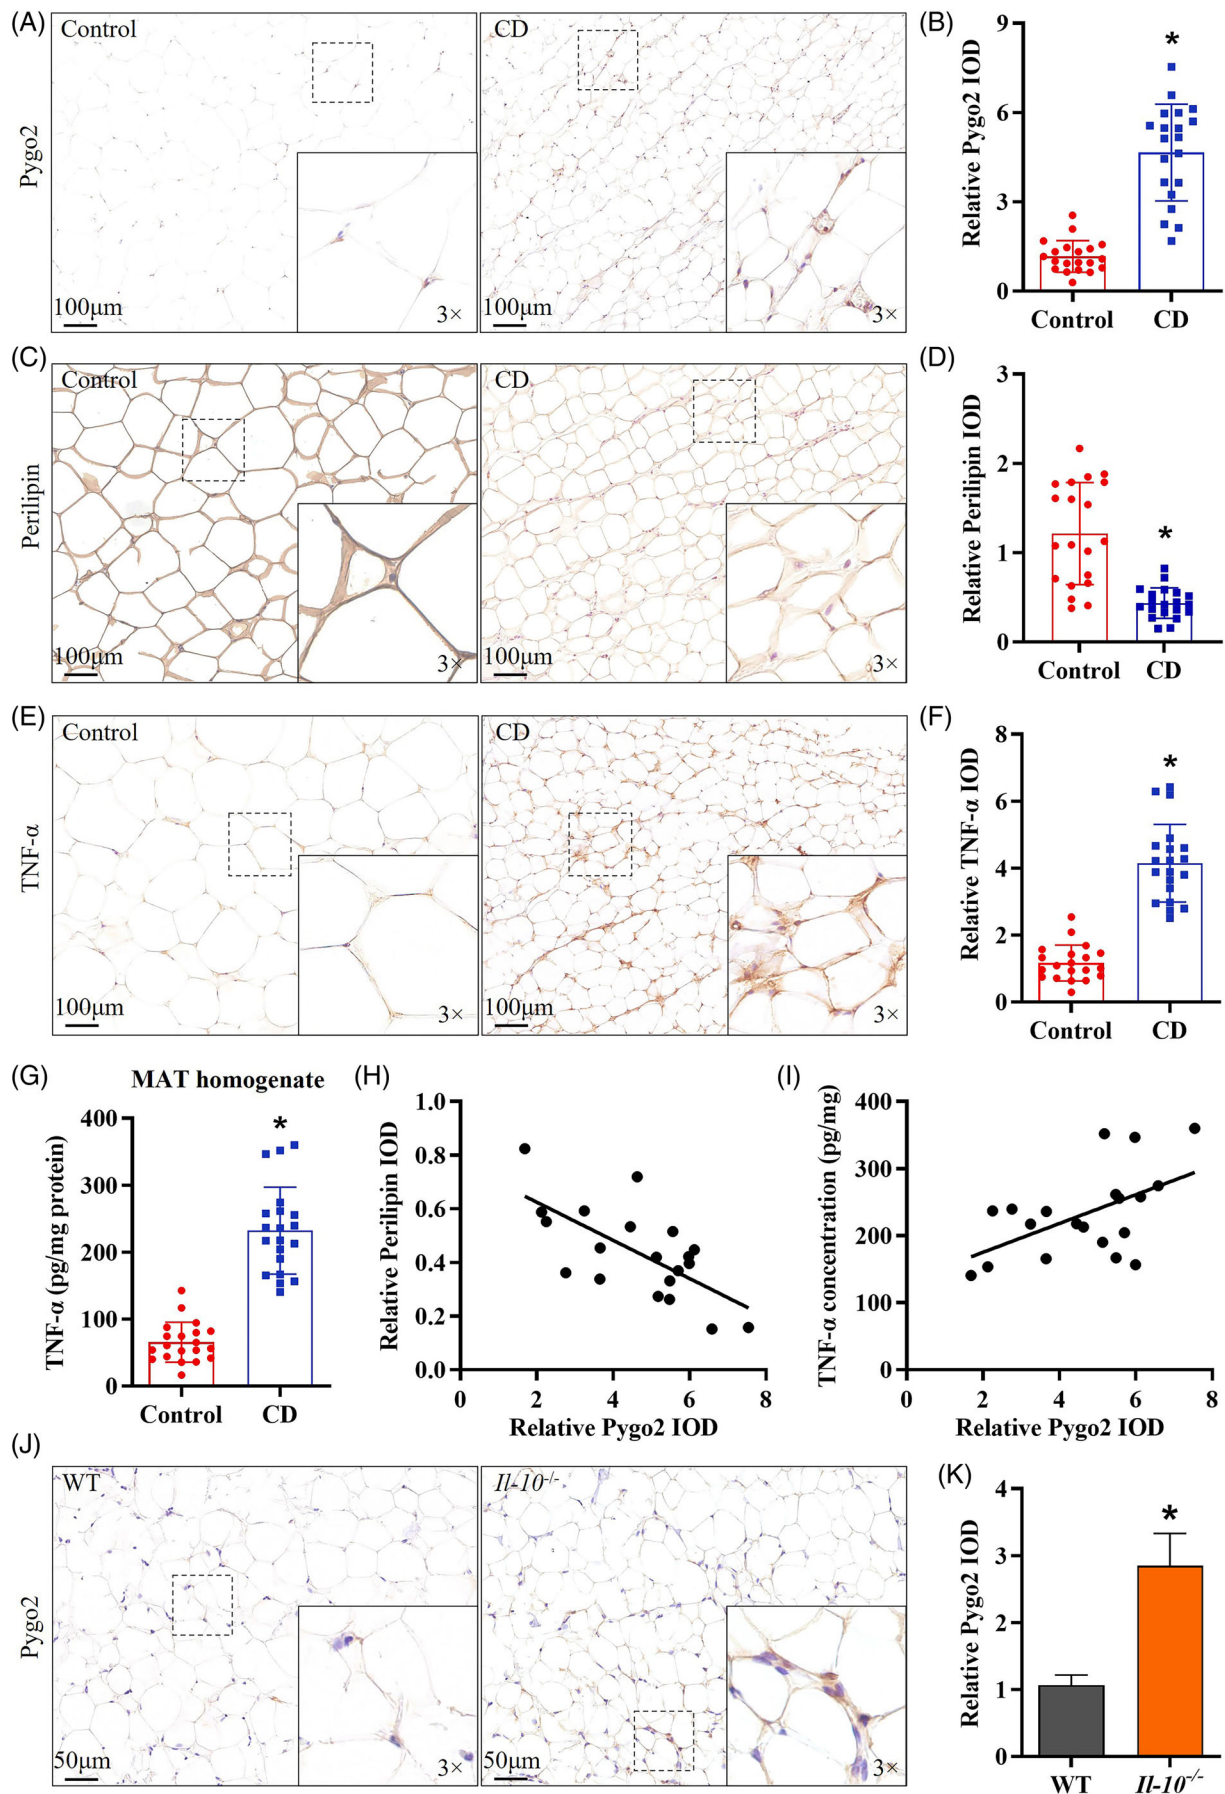 (A)
Control
CD
Pygo2
100μm
3×
100μm
3×
(B)
Relative Pygo2 IOD
9
6
3
0
*
Control
CD
(C)
Control
CD
Perilipin
100μm
3×
100μm
3×
(D)
Relative Perilipin IOD
3
2
1
0
*
Control
CD
(E)
Control
CD
TNF-α
100μm
3×
100μm
3×
(F)
Relative TNF-α IOD
8
6
4
2
0
*
Control
CD
(G)
MAT homogenate
TNF-α (pg/mg protein)
400
300
200
100
0
*
Control
CD
(H)
Relative Perilipin IOD
1.0
0.8
0.6
0.4
0.2
0.0
0 2 4 6 8
Relative Pygo2 IOD
(I)
TNF-α concentration (pg/mg)
400
300
200
100
0
0 2 4 6 8
Relative Pygo2 IOD
(J)
WT
Il-10-/-
Pygo2
50μm
3×
50μm
3×
(K)
Relative Pygo2 IOD
4
3
2
1
0
*
WT
Il-10-/-